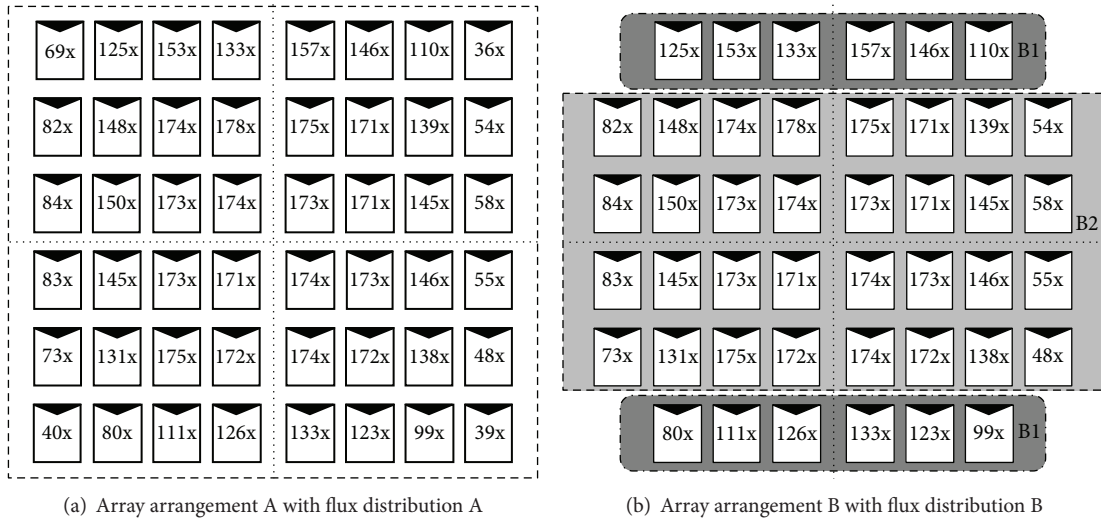 69x 125x 153x 133x 157x 146x 110x 36x
82x 148x 174x 178x 175x 171x 139x 54x
84x 150x 173x 174x 173x 171x 145x 58x
83x 145x 173x 171x 174x 173x 146x 55x
73x 131x 175x 172x 174x 172x 138x 48x
40x 80x 111x 126x 133x 123x 99x 39x
(a) Array arrangement A with flux distribution A
125x 153x 133x 157x 146x 110x B1
82x 148x 174x 178x 175x 171x 139x 54x
84x 150x 173x 174x 173x 171x 145x 58x
B2
83x 145x 173x 171x 174x 173x 146x 55x
73x 131x 175x 172x 174x 172x 138x 48x
80x 111x 126x 133x 123x 99x B1
(b) Array arrangement B with flux distribution B